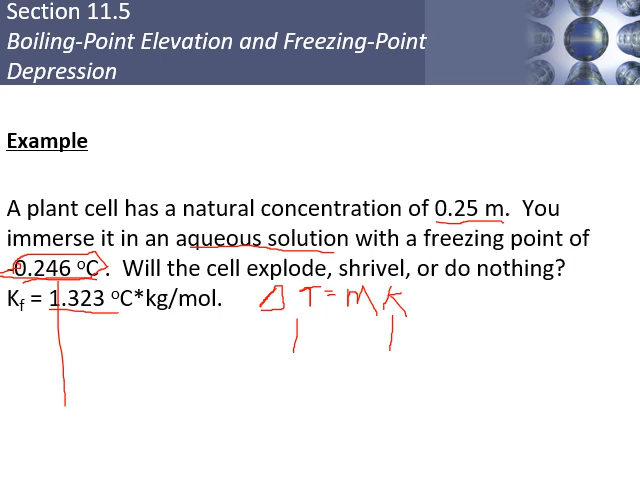 Section 11.5
Boiling-Point Elevation and Freezing-Point
Depression
Example
A plant cell has a natural concentration of 0.25 m. You
immerse it in an aqueous solution with a freezing point of
-0.246 °C. Will the cell explode, shrivel, or do nothing?
Kf = 1.323 °C*kg/mol. Δ T = m K